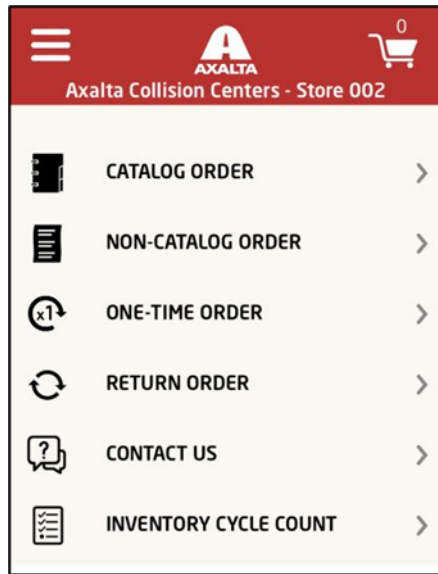 0
AXALTA
Axalta Collision Centers - Store 002
CATALOG ORDER
NON-CATALOG ORDER
x1
ONE-TIME ORDER
RETURN ORDER
?
CONTACT US
INVENTORY CYCLE COUNT